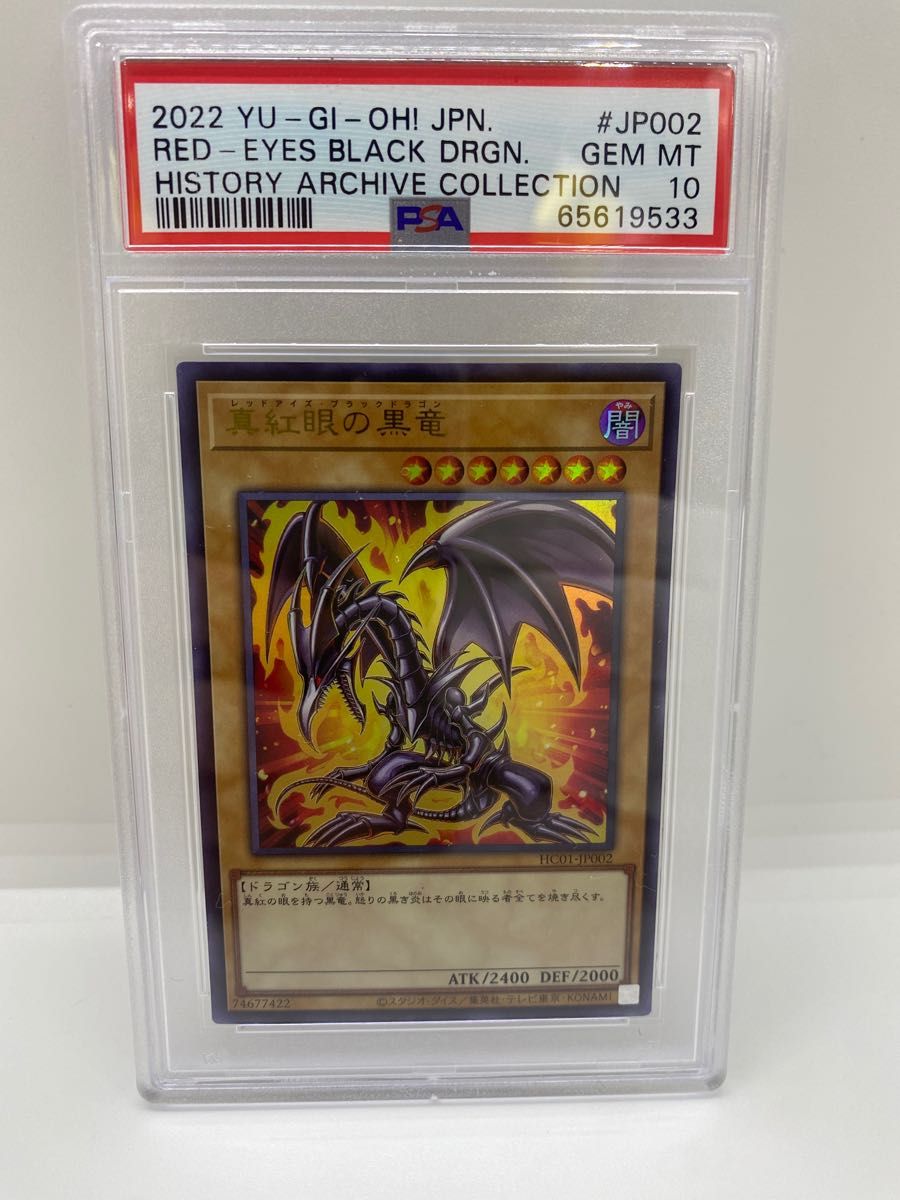 2022 YU-GI-OH! JPN. #JP002
RED-EYES BLACK DRGN. GEM MT
HISTORY ARCHIVE COLLECTION 10
PSA 65619533
レッドアイズ・ブラックドラゴン
真紅眼の黒竜
やみ
闇
HC01-JP002
【ドラゴン族／通常】
真紅の眼を持つ黒竜。怒りの黒き炎はその眼に映る者全てを焼き尽くす。
ATK/2400 DEF/2000
74677422 ©スタジオ・ダイス／集英社・テレビ東京・KONAMI